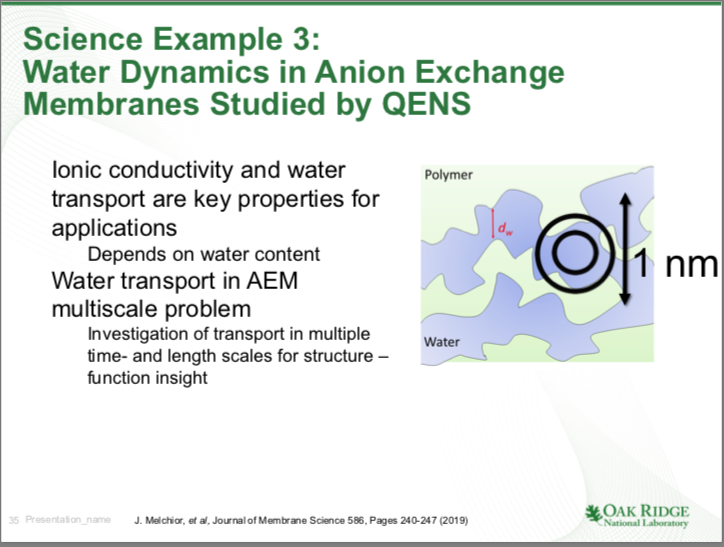 Science Example 3:
Water Dynamics in Anion Exchange
Membranes Studied by QENS
Ionic conductivity and water
transport are key properties for
applications
Depends on water content
Water transport in AEM
multiscale problem
Investigation of transport in multiple
time- and length scales for structure –
function insight
Polymer
dw
1 nm
Water
35 Presentation_name
J. Melchior, et al, Journal of Membrane Science 586, Pages 240-247 (2019)
OAK RIDGE
National Laboratory